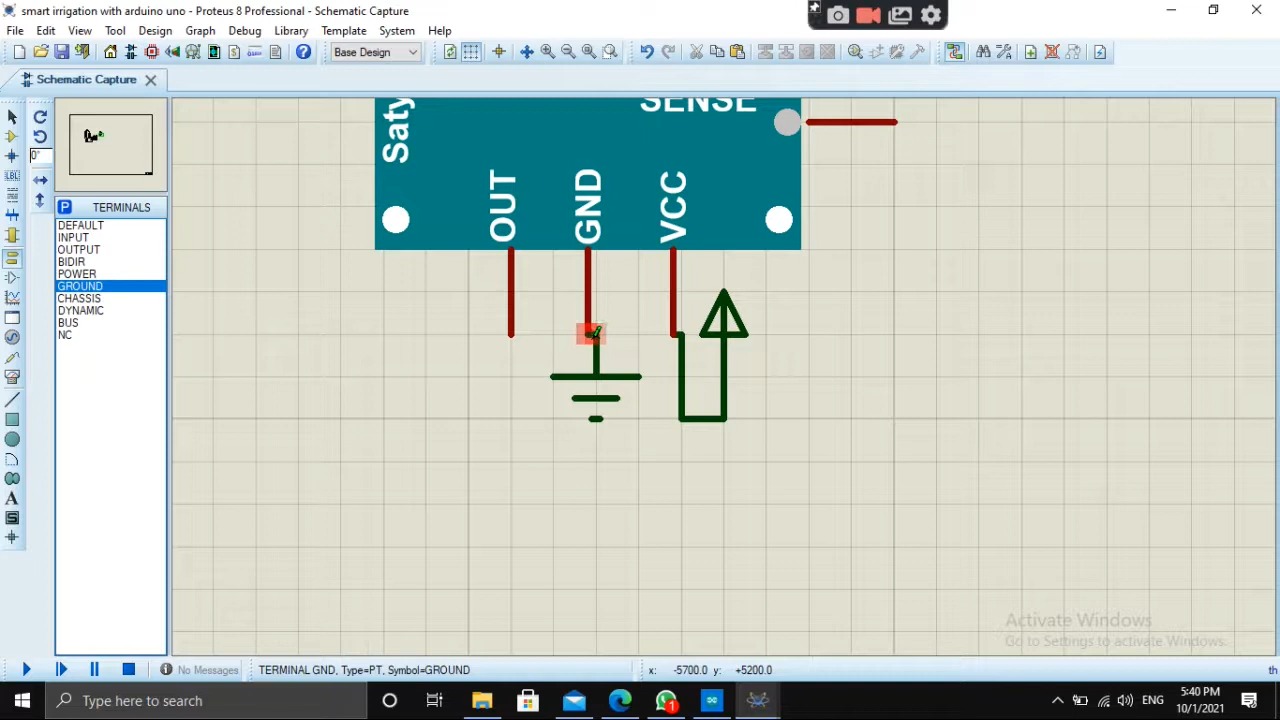 smart irrigation with arduino uno - Proteus 8 Professional - Schematic Capture
File Edit View Tool Design Graph Debug Library Template System Help
Base Design
Schematic Capture
0°
P TERMINALS
DEFAULT
INPUT
OUTPUT
BIDIR
POWER
GROUND
CHASSIS
DYNAMIC
BUS
NC
Saty
SENSE
OUT
GND
VCC
Activate Windows
Go to Settings to activate Windows.
No Messages
TERMINAL GND, Type=PT, Symbol=GROUND
x: -5700.0 y: +5200.0
th
Type here to search
1
ENG
5:40 PM
10/1/2021